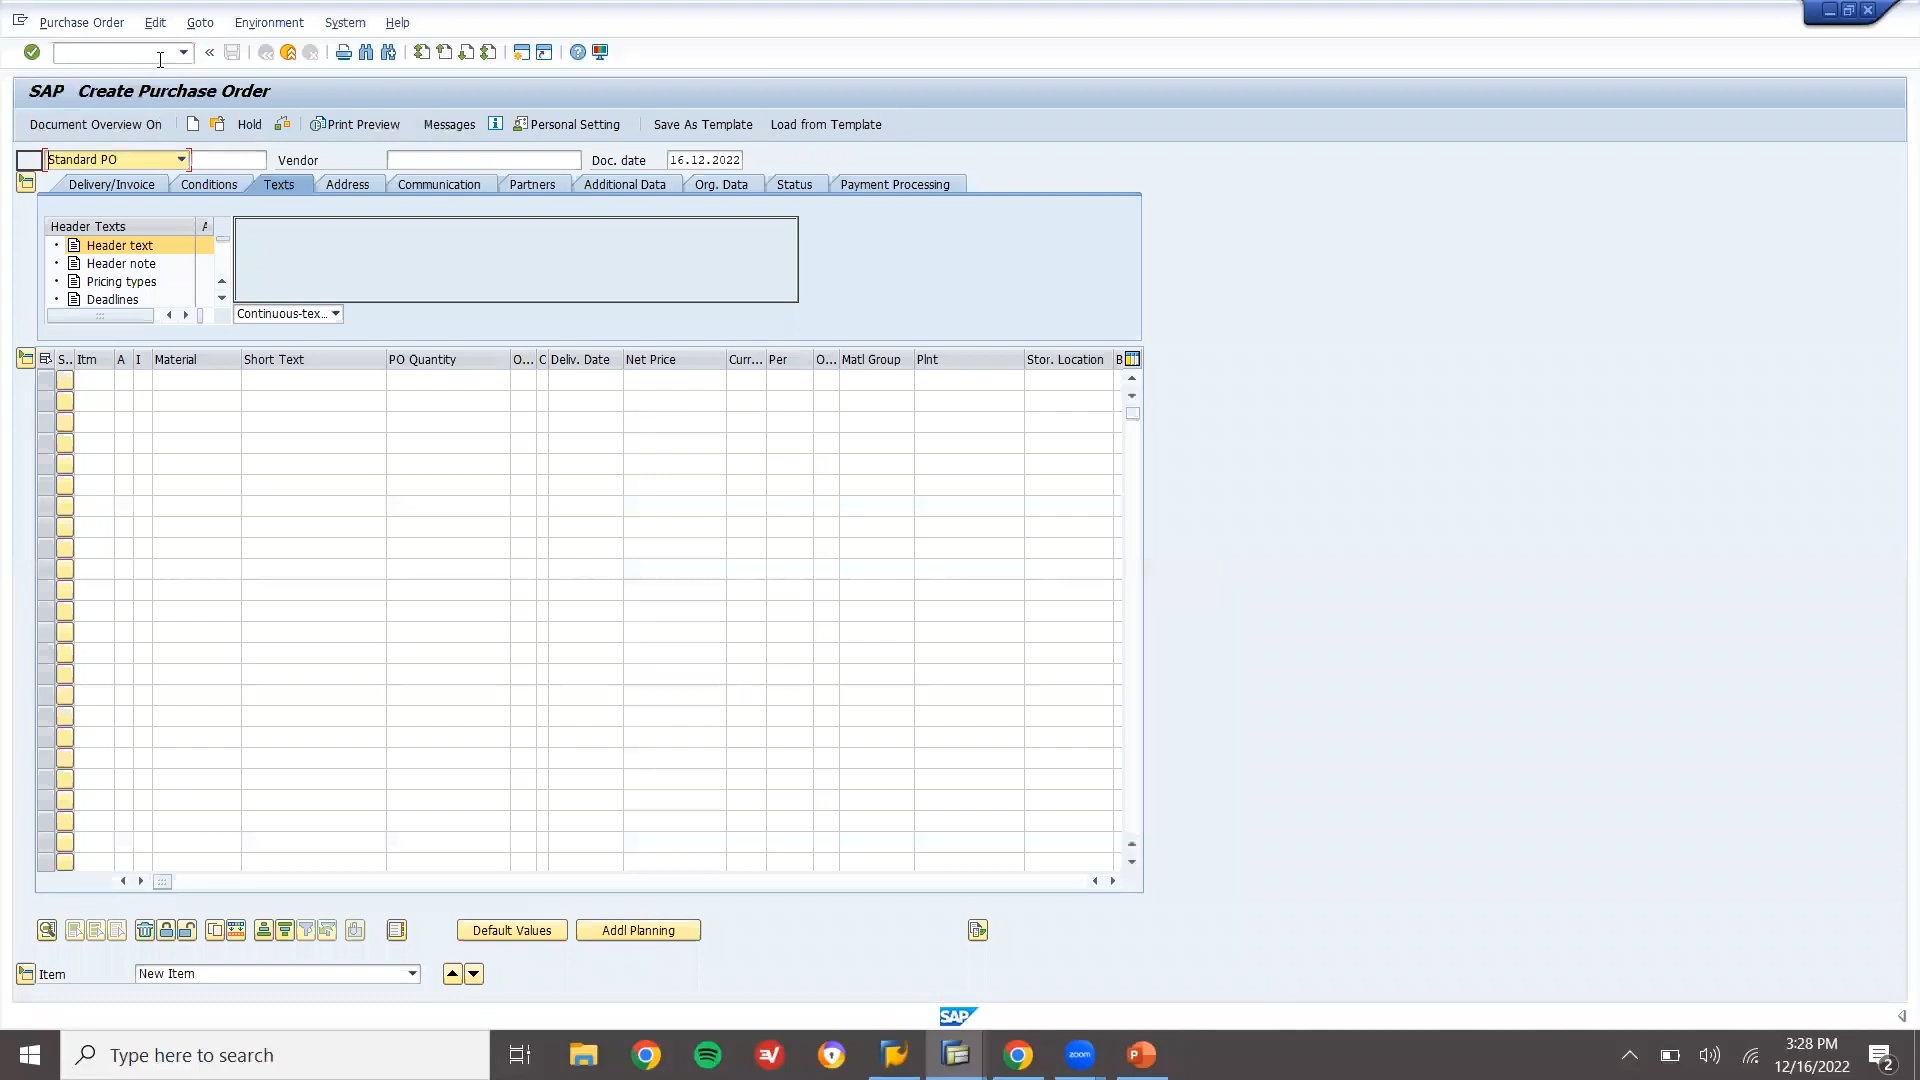 Purchase Order Edit Goto Environment System Help
SAP Create Purchase Order
Document Overview On Hold Print Preview Messages Personal Setting Save As Template Load from Template
Standard PO Vendor Doc. date 16.12.2022
Delivery/Invoice Conditions Texts Address Communication Partners Additional Data Org. Data Status Payment Processing
Header Texts A
Header text
Header note
Pricing types
Deadlines
Continuous-tex...
S.. Itm A I Material Short Text PO Quantity O... C Deliv. Date Net Price Curr... Per O... Matl Group Plnt Stor. Location B
Default Values Addl Planning
Item New Item
SAP
Type here to search
zoom
3:28 PM
12/16/2022
2